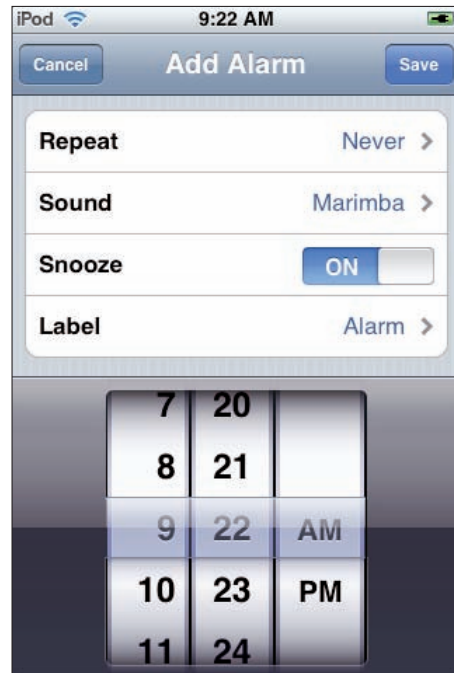 iPod 9:22 AM
Cancel Add Alarm Save
Repeat Never
Sound Marimba
Snooze ON
Label Alarm
7 20
8 21
9 22 AM
10 23 PM
11 24